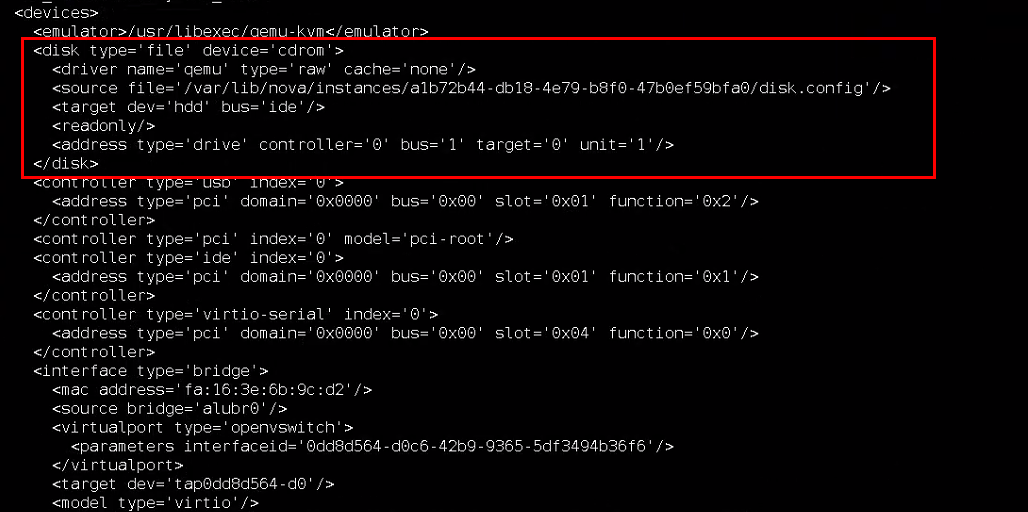 <devices>
<emulator>/usr/libexec/qemu-kvm</emulator>
<disk type='file' device='cdrom'>
<driver name='qemu' type='raw' cache='none'/>
<source file='/var/lib/nova/instances/a1b72b44-db18-4e79-b8f0-47b0ef59bfa0/disk.config'/>
<target dev='hdd' bus='ide'/>
<readonly/>
<address type='drive' controller='0' bus='1' target='0' unit='1'/>
</disk>
<controller type='usb' index='0'>
<address type='pci' domain='0x0000' bus='0x00' slot='0x01' function='0x2'/>
</controller>
<controller type='pci' index='0' model='pci-root'/>
<controller type='ide' index='0'>
<address type='pci' domain='0x0000' bus='0x00' slot='0x01' function='0x1'/>
</controller>
<controller type='virtio-serial' index='0'>
<address type='pci' domain='0x0000' bus='0x00' slot='0x04' function='0x0'/>
</controller>
<interface type='bridge'>
<mac address='fa:16:3e:6b:9c:d2'/>
<source bridge='alubr0'/>
<virtualport type='openvswitch'>
<parameters interfaceid='0dd8d564-d0c6-42b9-9365-5df3494b36f6'/>
</virtualport>
<target dev='tap0dd8d564-d0'/>
<model type='virtio'/>